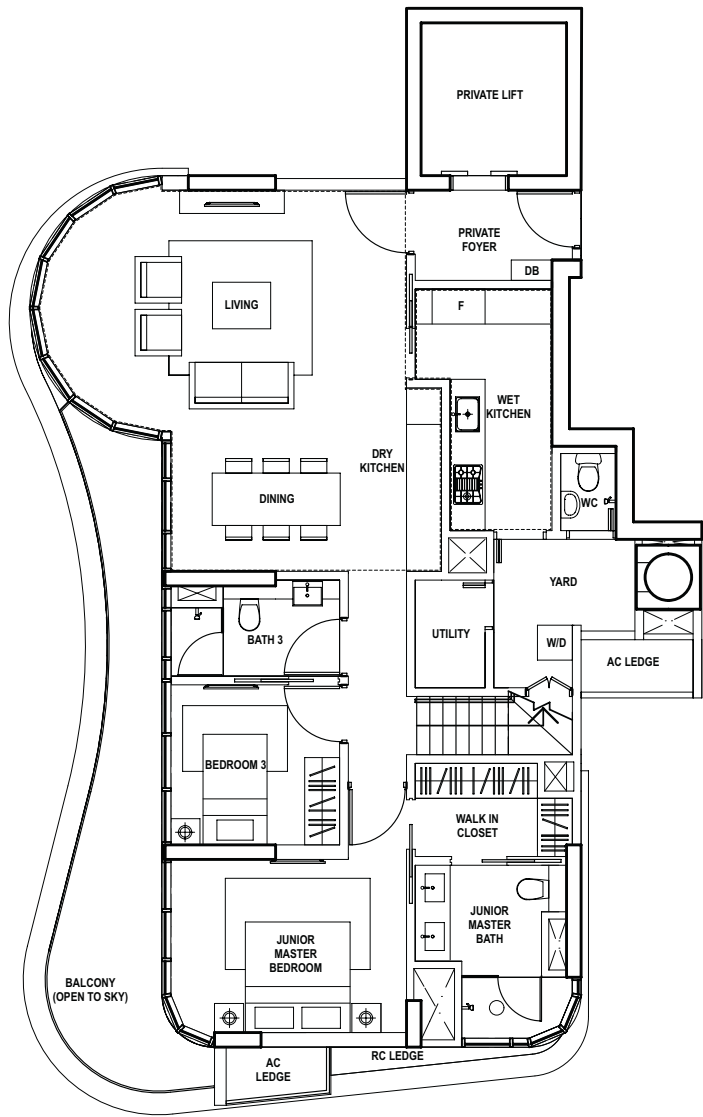 PRIVATE LIFT
PRIVATE
FOYER
DB
LIVING
F
WET
KITCHEN
DRY
KITCHEN
DINING
WC
YARD
BATH 3
UTILITY
W/D
AC LEDGE
BEDROOM 3
WALK IN
CLOSET
JUNIOR
MASTER
BATH
JUNIOR
MASTER
BEDROOM
BALCONY
(OPEN TO SKY)
RC LEDGE
AC
LEDGE